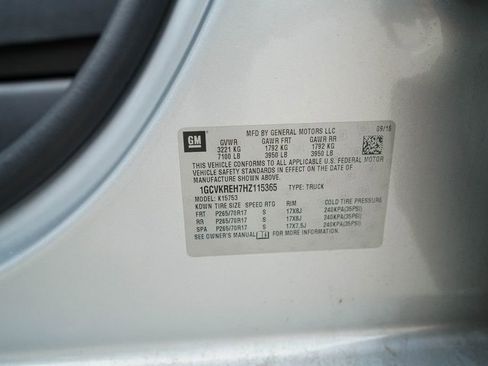 GM
MFD BY GENERAL MOTORS LLC 09/16
GVWR GAWR FRT GAWR RR
3221 KG 1792 KG 1792 KG
7100 LB 3950 LB 3950 LB
THIS VEHICLE CONFORMS TO ALL APPLICABLE U.S. FEDERAL MOTOR
VEHICLE SAFETY STANDARDS IN EFFECT ON THE DATE OF
MANUFACTURE SHOWN ABOVE.
1GCVKREH7HZ115365 TYPE: TRUCK
MODEL: K15753
KDWN TIRE SIZE SPEED RTG RIM COLD TIRE PRESSURE
FRT P265/70R17 S 17X8J 240KPA(35PSI)
RR P265/70R17 S 17X8J 240KPA(35PSI)
SPA P265/70R17 S 17X7.5J 240KPA(35PSI)
SEE OWNER'S MANUAL FOR MORE INFORMATION.